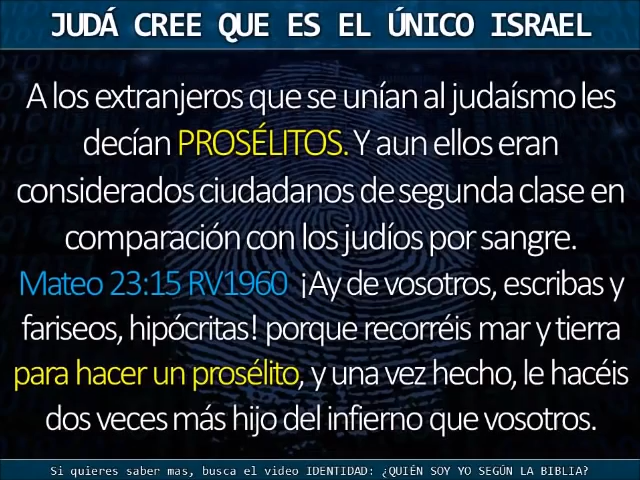 JUDÁ CREE QUE ES EL ÚNICO ISRAEL
A los extranjeros que se unían al judaísmo les
decían PROSÉLITOS. Y aun ellos eran
considerados ciudadanos de segunda clase en
comparación con los judíos por sangre.
Mateo 23:15 RV1960 ¡Ay de vosotros, escribas y
fariseos, hipócritas! porque recorréis mar y tierra
para hacer un prosélito, y una vez hecho, le hacéis
dos veces más hijo del infierno que vosotros.
Si quieres saber mas, busca el video IDENTIDAD: ¿QUIÉN SOY YO SEGÚN LA BIBLIA?